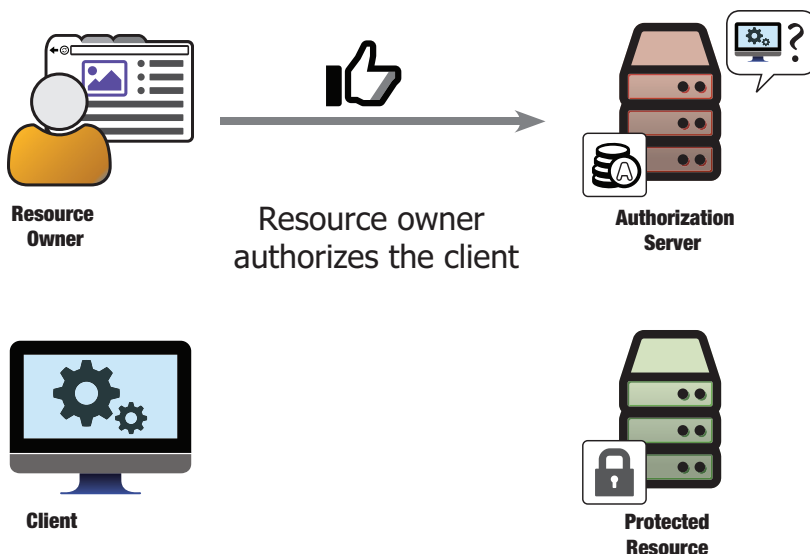 Resource
Owner
Resource owner
authorizes the client
?
A
Authorization
Server
Client
Protected
Resource